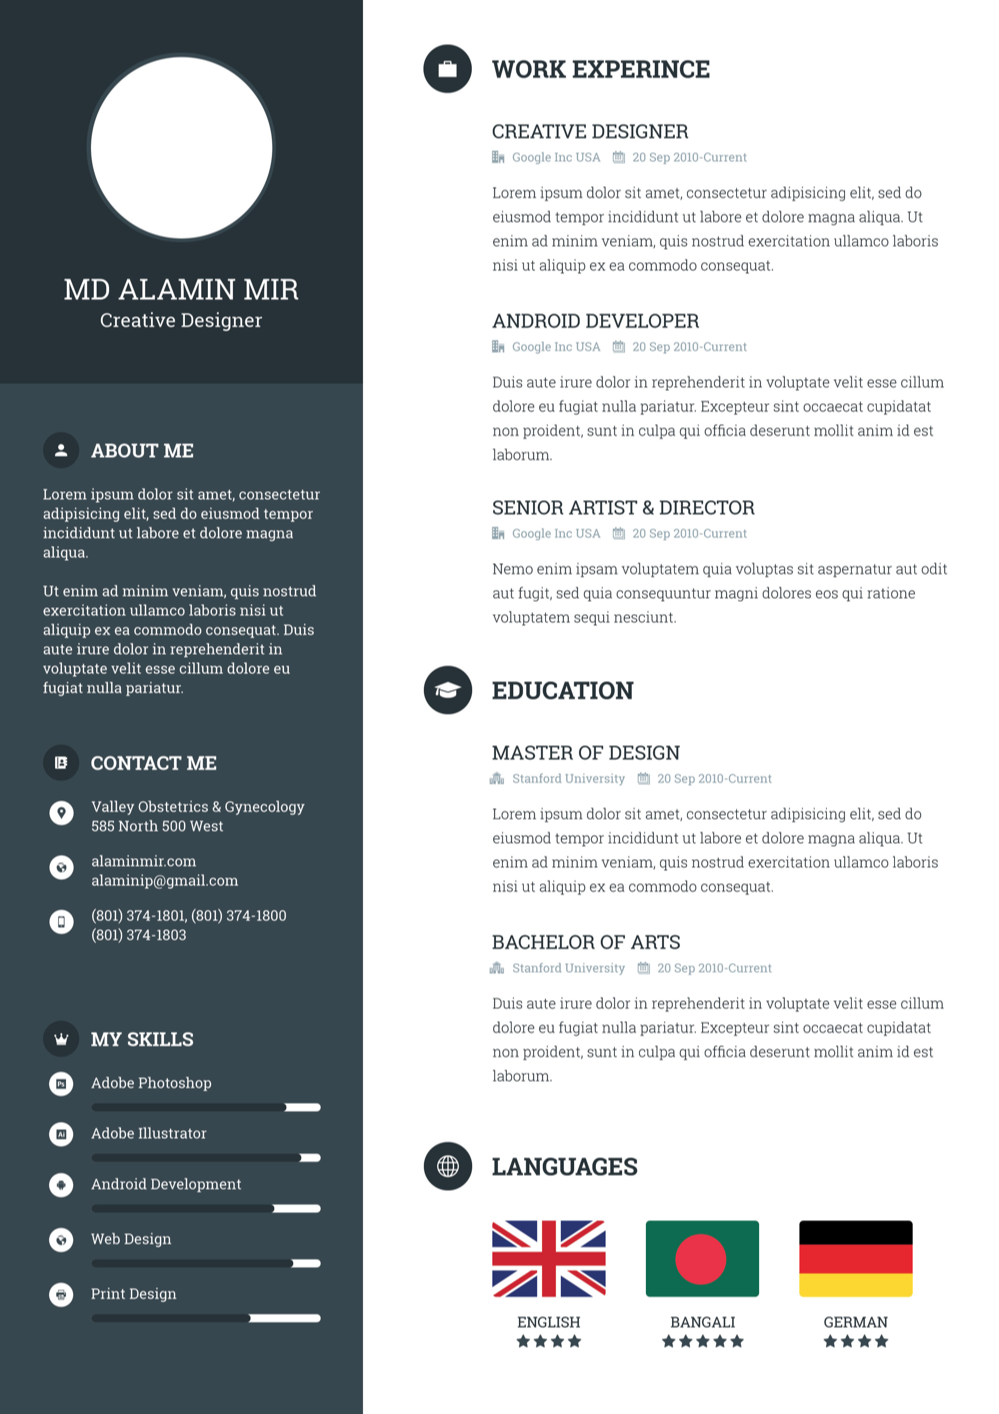 MD ALAMIN MIR
Creative Designer
ABOUT ME
Lorem ipsum dolor sit amet, consectetur
adipisicing elit, sed do eiusmod tempor
incididunt ut labore et dolore magna
aliqua.
Ut enim ad minim veniam, quis nostrud
exercitation ullamco laboris nisi ut
aliquip ex ea commodo consequat. Duis
aute irure dolor in reprehenderit in
voluptate velit esse cillum dolore eu
fugiat nulla pariatur.
CONTACT ME
Valley Obstetrics & Gynecology
585 North 500 West
alaminmir.com
alaminip@gmail.com
(801) 374-1801, (801) 374-1800
(801) 374-1803
MY SKILLS
Ps Adobe Photoshop
Ai Adobe Illustrator
Android Development
Web Design
Print Design
WORK EXPERINCE
CREATIVE DESIGNER
Google Inc USA 20 Sep 2010-Current
Lorem ipsum dolor sit amet, consectetur adipisicing elit, sed do
eiusmod tempor incididunt ut labore et dolore magna aliqua. Ut
enim ad minim veniam, quis nostrud exercitation ullamco laboris
nisi ut aliquip ex ea commodo consequat.
ANDROID DEVELOPER
Google Inc USA 20 Sep 2010-Current
Duis aute irure dolor in reprehenderit in voluptate velit esse cillum
dolore eu fugiat nulla pariatur. Excepteur sint occaecat cupidatat
non proident, sunt in culpa qui officia deserunt mollit anim id est
laborum.
SENIOR ARTIST & DIRECTOR
Google Inc USA 20 Sep 2010-Current
Nemo enim ipsam voluptatem quia voluptas sit aspernatur aut odit
aut fugit, sed quia consequuntur magni dolores eos qui ratione
voluptatem sequi nesciunt.
EDUCATION
MASTER OF DESIGN
Stanford University 20 Sep 2010-Current
Lorem ipsum dolor sit amet, consectetur adipisicing elit, sed do
eiusmod tempor incididunt ut labore et dolore magna aliqua. Ut
enim ad minim veniam, quis nostrud exercitation ullamco laboris
nisi ut aliquip ex ea commodo consequat.
BACHELOR OF ARTS
Stanford University 20 Sep 2010-Current
Duis aute irure dolor in reprehenderit in voluptate velit esse cillum
dolore eu fugiat nulla pariatur. Excepteur sint occaecat cupidatat
non proident, sunt in culpa qui officia deserunt mollit anim id est
laborum.
LANGUAGES
ENGLISH
BANGALI
GERMAN